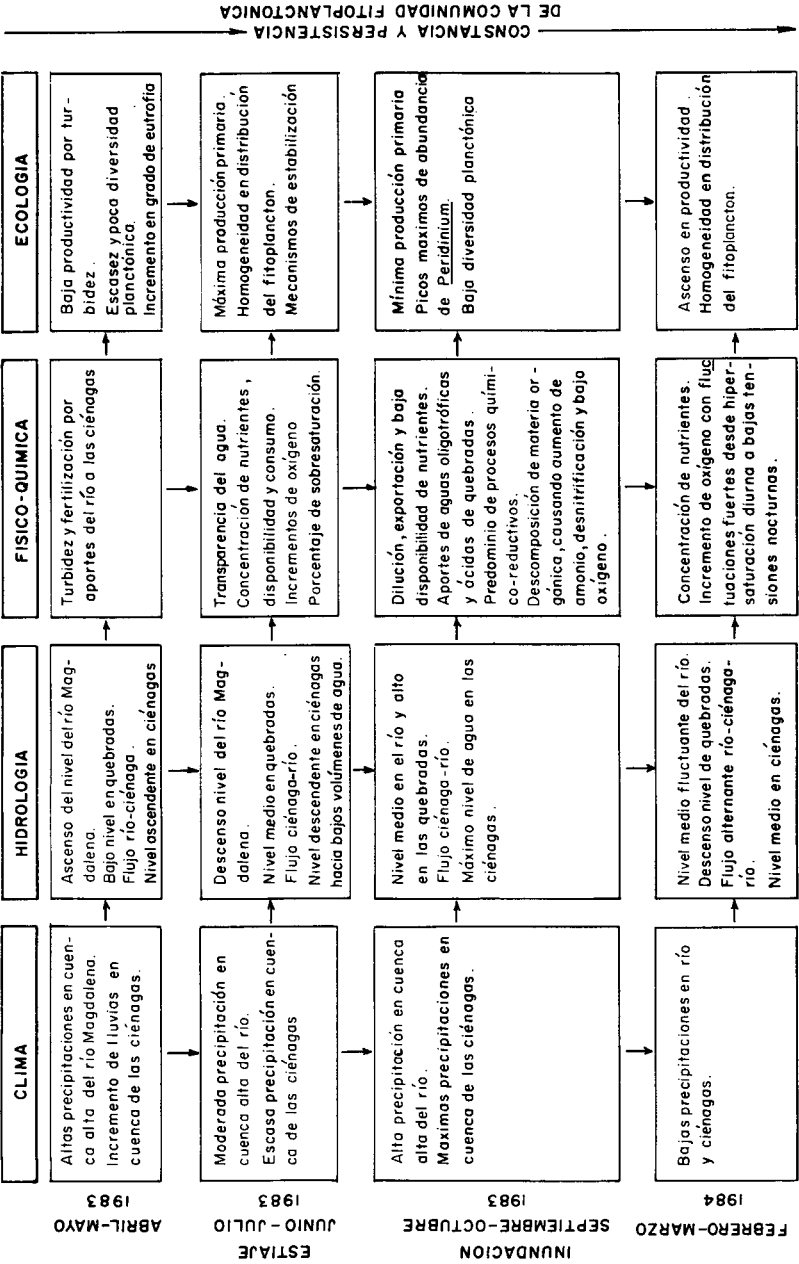 CLIMA
HIDROLOGIA
FISICO-QUIMICA
ECOLOGIA
ABRIL-MAYO
1983
Altas precipitaciones en cuen-
ca alta del río Magdalena.
Incremento de lluvias en
cuenca de las ciénagas.
Ascenso del nivel del río Mag-
dalena.
Bajo nivel en quebradas.
Flujo río-ciénaga.
Nivel ascendente en ciénagas
Turbidez y fertilización por
aportes del río a las ciénagas
Baja productividad por tur-
bidez.
Escasez y poca diversidad
planctónica.
Incremento en grado de eutrofia
ESTIAJE
JUNIO-JULIO
1983
Moderada precipitación en
cuenca alta del río.
Escasa precipitación en cuen-
ca de las ciénagas
Descenso nivel del río Mag-
dalena.
Nivel medio en quebradas.
Flujo ciénaga-río.
Nivel descendente en ciénagas
hacia bajos volúmenes de agua.
Transparencia del agua.
Concentración de nutrientes,
disponibilidad y consumo.
Incrementos de oxígeno
Porcentaje de sobresaturación.
Máxima producción primaria.
Homogeneidad en distribución
del fitoplancton.
Mecanismos de estabilización
INUNDACION
SEPTIEMBRE-OCTUBRE
1983
Alta precipitación en cuenca
alta del río.
Maximas precipitaciones en
cuenca de las ciénagas.
Nivel medio en el río y alto
en las quebradas.
Flujo ciénaga-río.
Máximo nivel de agua en las
ciénagas.
Dilución, exportación y baja
disponibilidad de nutrientes.
Aportes de aguas oligotróficas
y ácidas de quebradas.
Predominio de procesos quími-
co-reductivos.
Descomposición de materia or-
gánica, causando aumento de
amonio, desnitrificación y bajo
oxígeno.
Mínima producción primaria
Picos maximos de abundancia
de Peridinium.
Baja diversidad planctónica
FEBRERO-MARZO
1984
Bajas precipitaciones en río
y ciénagas.
Nivel medio fluctuante del río.
Descenso nivel de quebradas.
Flujo alternante río-ciénaga-
río.
Nivel medio en ciénagas.
Concentración de nutrientes.
Incremento de oxígeno con fluc
tuaciones fuertes desde hiper-
saturación diurna a bajas ten-
siones nocturnas.
Ascenso en productividad.
Homogeneidad en distribución
del fitoplancton.
CONSTANCIA Y PERSISTENCIA
DE LA COMUNIDAD FITOPLANCTONICA